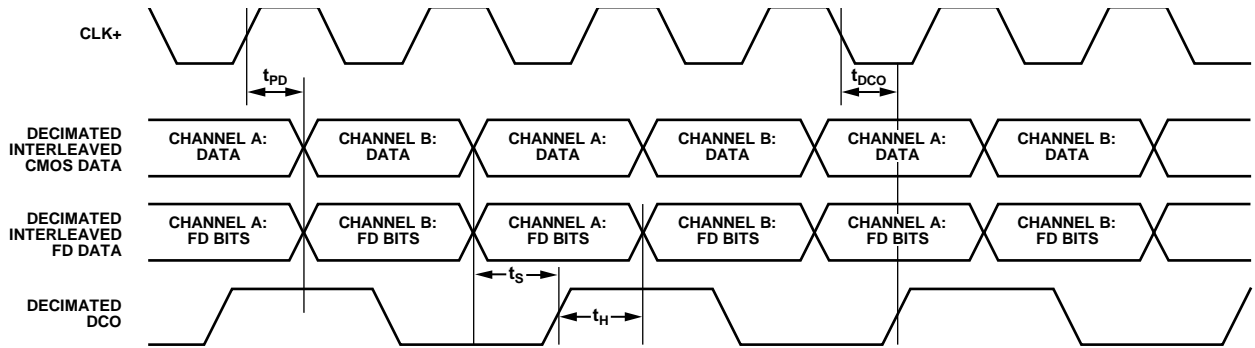 CLK+
tPD
tDCO
DECIMATED
INTERLEAVED
CMOS DATA
CHANNEL A:
DATA
CHANNEL B:
DATA
CHANNEL A:
DATA
CHANNEL B:
DATA
CHANNEL A:
DATA
CHANNEL B:
DATA
DECIMATED
INTERLEAVED
FD DATA
CHANNEL A:
FD BITS
CHANNEL B:
FD BITS
CHANNEL A:
FD BITS
CHANNEL B:
FD BITS
CHANNEL A:
FD BITS
CHANNEL B:
FD BITS
tS
tH
DECIMATED
DCO